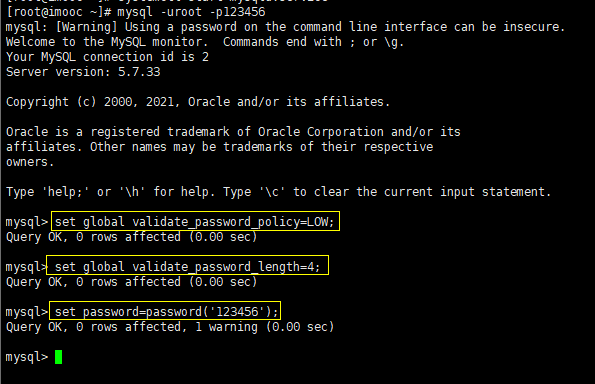 [root@imooc ~]# mysql -uroot -p123456
mysql: [Warning] Using a password on the command line interface can be insecure.
Welcome to the MySQL monitor.  Commands end with ; or \g.
Your MySQL connection id is 2
Server version: 5.7.33
Copyright (c) 2000, 2021, Oracle and/or its affiliates.
Oracle is a registered trademark of Oracle Corporation and/or its
affiliates. Other names may be trademarks of their respective
owners.
Type 'help;' or '\h' for help. Type '\c' to clear the current input statement.
mysql> set global validate_password_policy=LOW;
Query OK, 0 rows affected (0.00 sec)
mysql> set global validate_password_length=4;
Query OK, 0 rows affected (0.00 sec)
mysql> set password=password('123456');
Query OK, 0 rows affected, 1 warning (0.00 sec)
mysql>